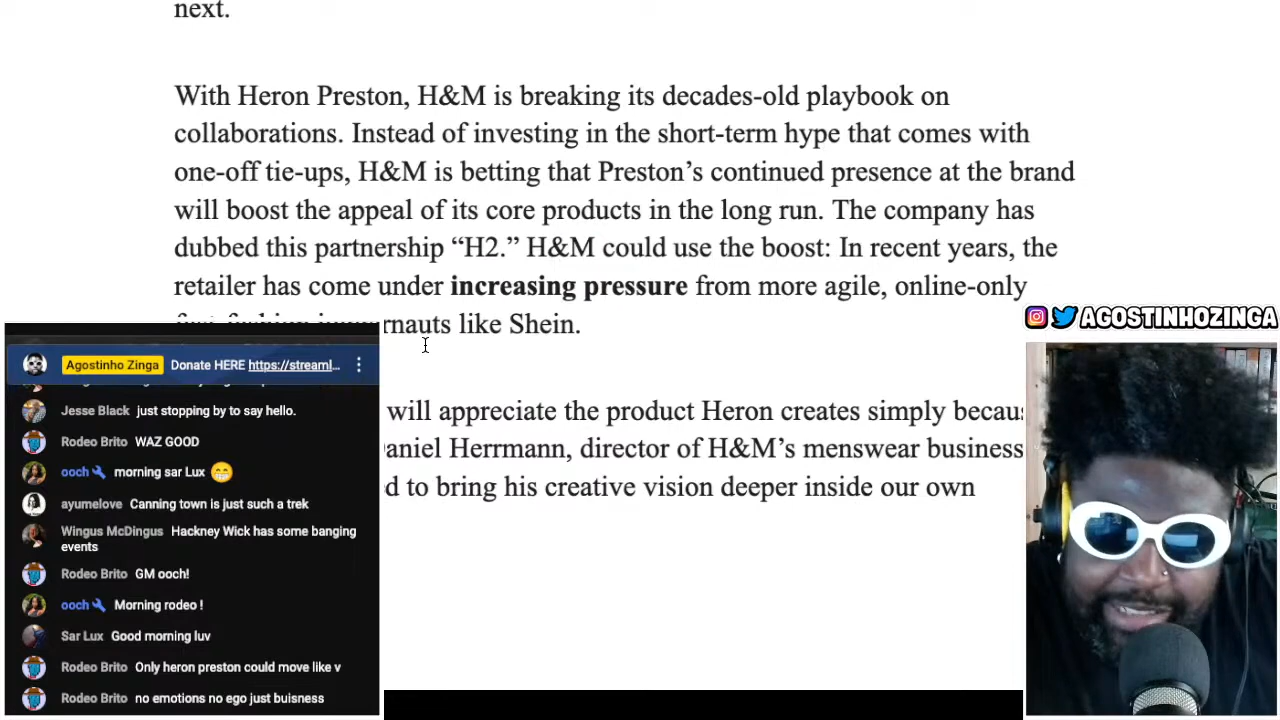 next.
With Heron Preston, H&M is breaking its decades-old playbook on
collaborations. Instead of investing in the short-term hype that comes with
one-off tie-ups, H&M is betting that Preston’s continued presence at the brand
will boost the appeal of its core products in the long run. The company has
dubbed this partnership “H2.” H&M could use the boost: In recent years, the
retailer has come under increasing pressure from more agile, online-only
like Shein.
will appreciate the product Heron creates simply
Herrmann, director of H&M’s menswear business
to bring his creative vision deeper inside our own
Agostinho Zinga Donate HERE https://streaml...
Jesse Black just stopping by to say hello.
Rodeo Brito WAZ GOOD
ooch morning sar Lux 😁
ayumelove Canning town is just such a trek
Wingus McDingus Hackney Wick has some banging
events
Rodeo Brito GM ooch!
ooch Morning rodeo !
Sar Lux Good morning luv
Rodeo Brito Only heron preston could move like v
Rodeo Brito no emotions no ego just buisness
AGOSTINHOZINGA